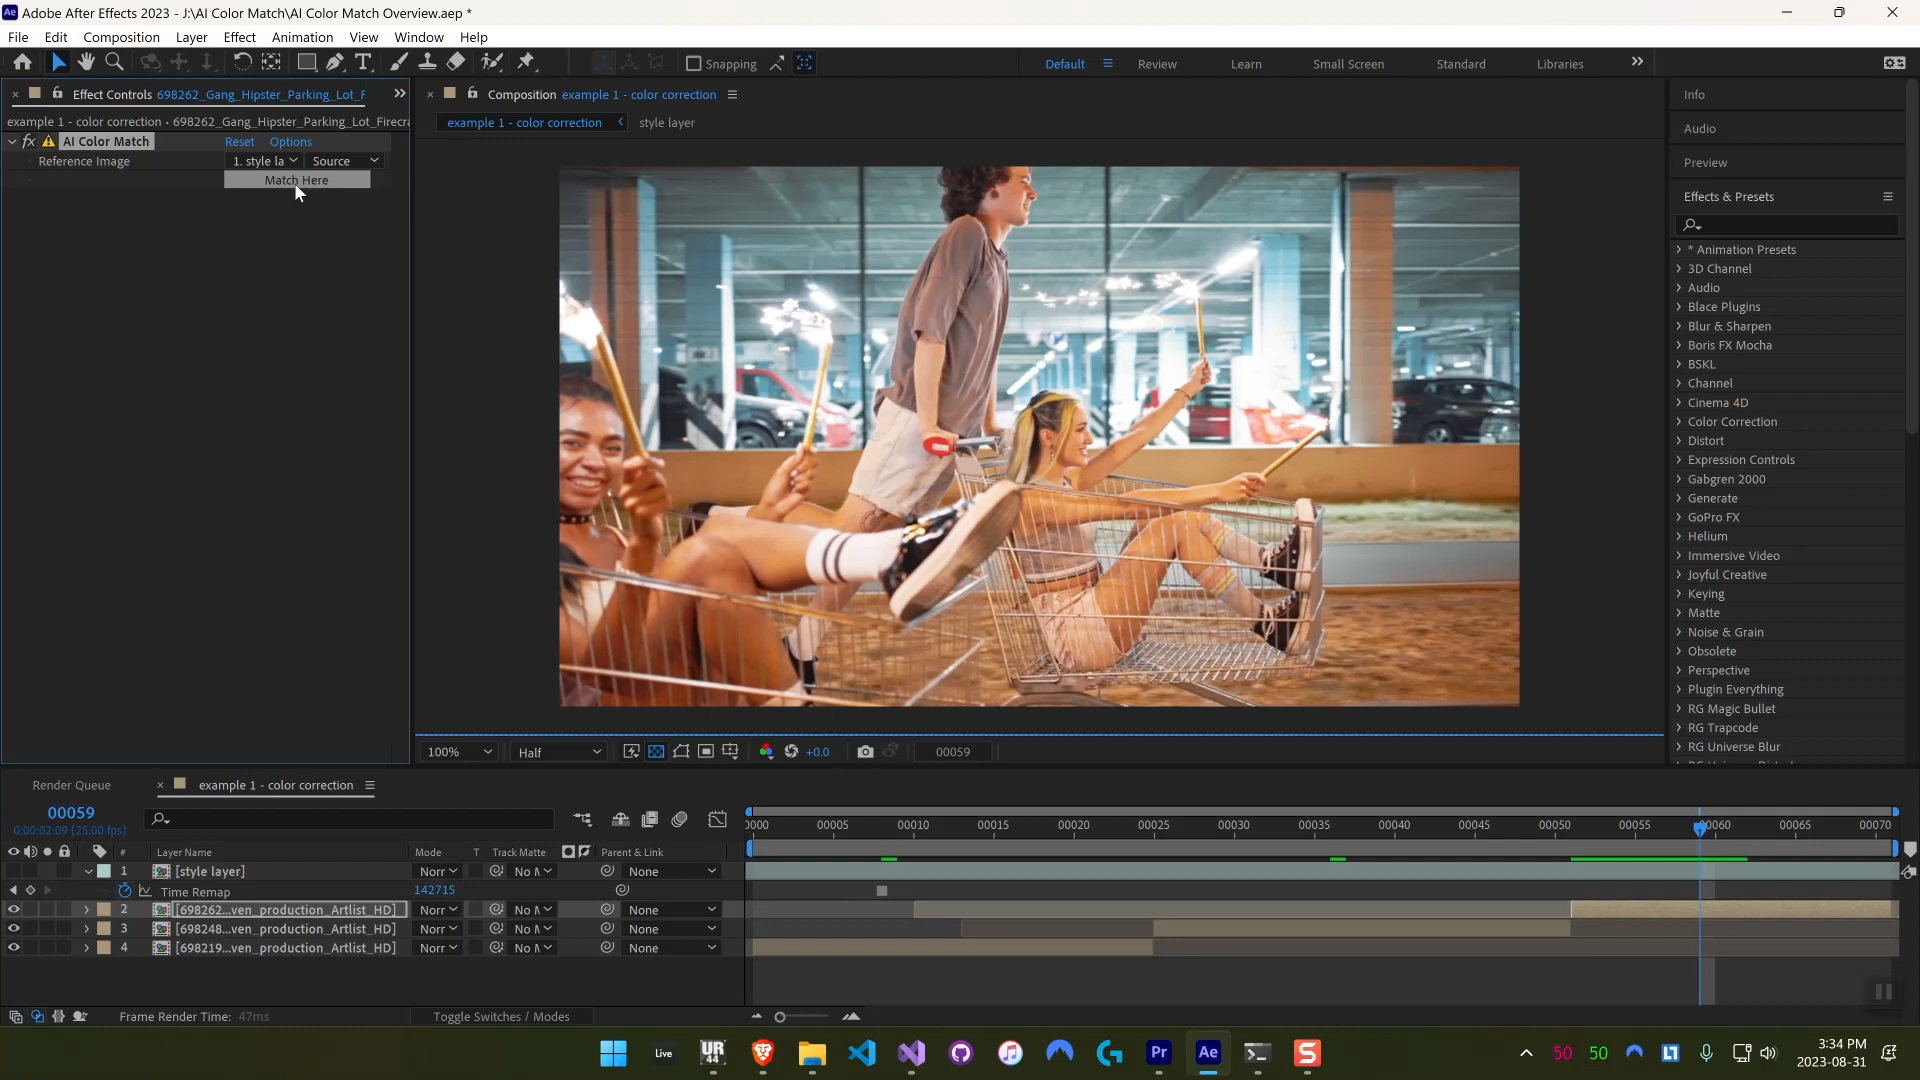 Adobe After Effects 2023 - J:\AI Color Match\AI Color Match Overview.aep *
File Edit Composition Layer Effect Animation View Window Help
Snapping
Default Review Learn Small Screen Standard Libraries
Effect Controls 698262_Gang_Hipster_Parking_Lot_F
Composition example 1 - color correction
Info
example 1 - color correction • 698262_Gang_Hipster_Parking_Lot_Firecra
example 1 - color correction style layer
Audio
fx AI Color Match Reset Options
Reference Image 1. style la Source
Preview
Match Here
Effects & Presets
* Animation Presets
3D Channel
Audio
Blace Plugins
Blur & Sharpen
Boris FX Mocha
BSKL
Channel
Cinema 4D
Color Correction
Distort
Expression Controls
Gabgren 2000
Generate
GoPro FX
Helium
Immersive Video
Joyful Creative
Keying
Matte
Noise & Grain
Obsolete
Perspective
Plugin Everything
RG Magic Bullet
RG Trapcode
RG Universe Blur
100% Half +0.0 00059
Render Queue example 1 - color correction
00059
0:00:02:09 (25.00 fps)
0000 00005 00010 00015 00020 00025 00030 00035 00040 00045 00050 00055 00060 00065 00070
# Layer Name Mode T Track Matte Parent & Link
1 [style layer] Norr No M None
Time Remap 142715
2 [698262...ven_production_Artlist_HD] Norr No M None
3 [698248...ven_production_Artlist_HD] Norr No M None
4 [698219...ven_production_Artlist_HD] Norr No M None
Frame Render Time: 47ms Toggle Switches / Modes
Live UR 44 Pr Ae S 50 50 3:34 PM
2023-08-31